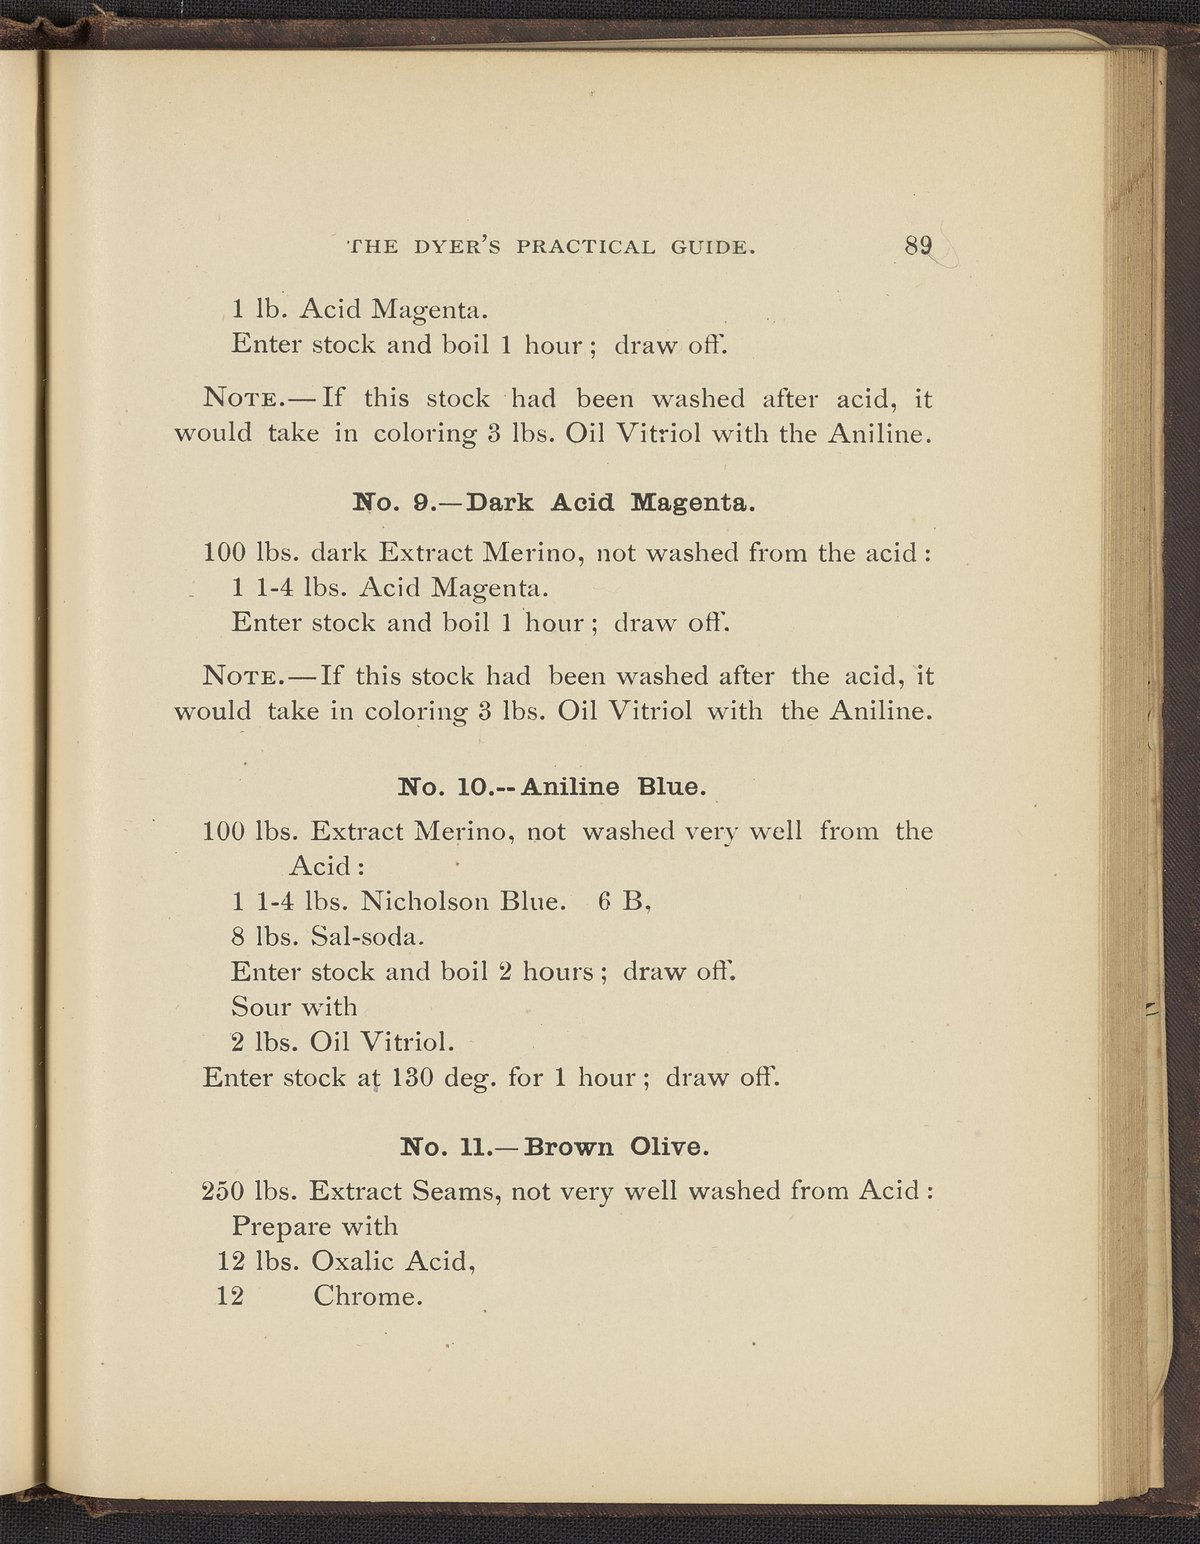 THE DYER'S PRACTICAL GUIDE. 89
1 lb. Acid Magenta.
Enter stock and boil 1 hour; draw off.
NOTE.—If this stock had been washed after acid, it
would take in coloring 3 lbs. Oil Vitriol with the Aniline.
No. 9.—Dark Acid Magenta.
100 lbs. dark Extract Merino, not washed from the acid:
1 1-4 lbs. Acid Magenta.
Enter stock and boil 1 hour; draw off.
NOTE.—If this stock had been washed after the acid, it
would take in coloring 3 lbs. Oil Vitriol with the Aniline.
No. 10.--Aniline Blue.
100 lbs. Extract Merino, not washed very well from the
Acid:
1 1-4 lbs. Nicholson Blue. 6 B,
8 lbs. Sal-soda.
Enter stock and boil 2 hours; draw off.
Sour with
2 lbs. Oil Vitriol.
Enter stock at 130 deg. for 1 hour; draw off.
No. 11.—Brown Olive.
250 lbs. Extract Seams, not very well washed from Acid:
Prepare with
12 lbs. Oxalic Acid,
12 Chrome.